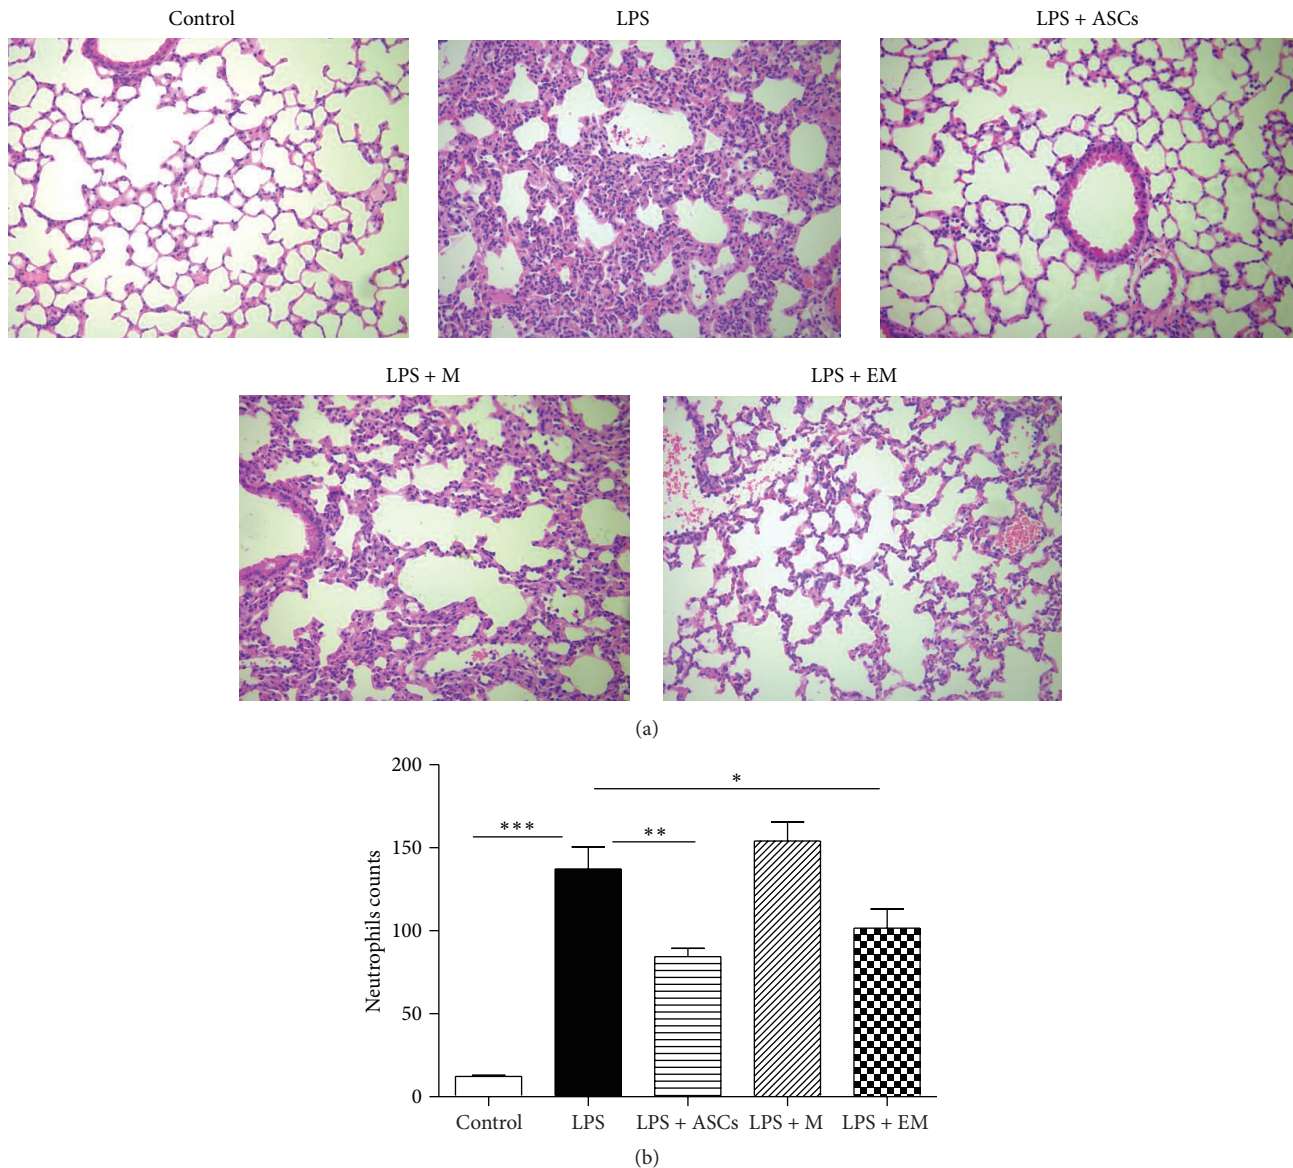 Control
LPS
LPS + ASCs
LPS + M
LPS + EM
(a)
200
150
100
50
0
Neutrophils counts
***
**
*
Control
LPS
LPS + ASCs
LPS + M
LPS + EM
(b)